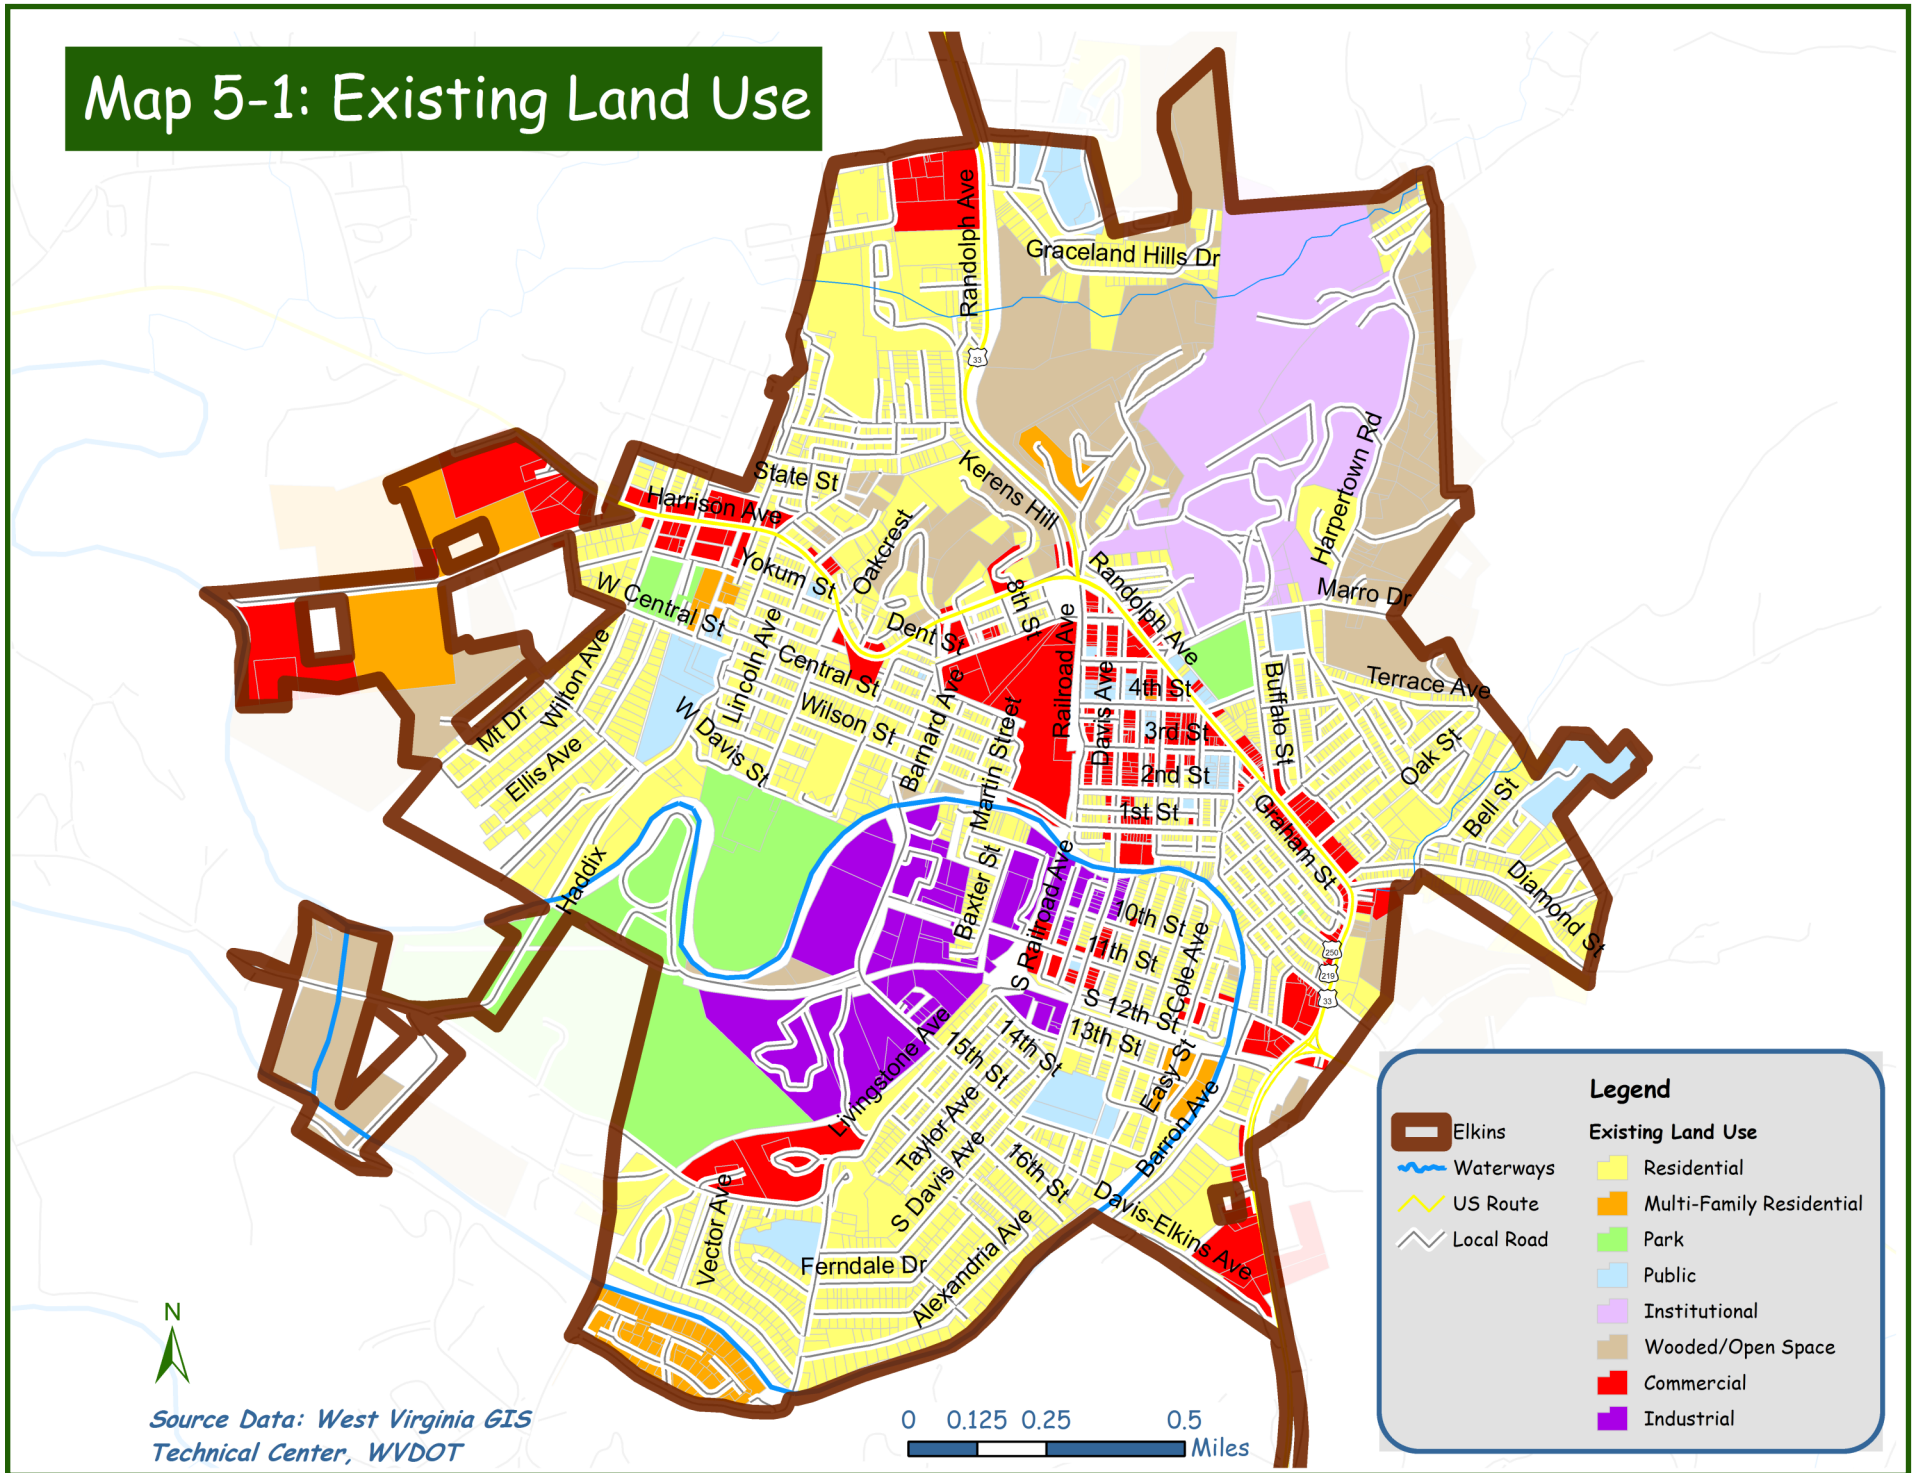 Map 5-1: Existing Land Use
Randolph Ave
Graceland Hills Dr
33
State St
Kerens Hill
Harrison Ave
Harpertown Rd
Oakcrest
Yokum St
W Central St
8th St
Randolph Ave
Marro Dr
Dent St
Lincoln Ave
Central St
Railroad Ave
Wilton Ave
Barnard Ave
Davis Ave
4th St
Buffalo St
Terrace Ave
Mt Dr
W Davis St
Wilson St
Martin Street
3rd St
Ellis Ave
2nd St
Oak St
1st St
Graham St
Bell St
Haddix
Baxter St
S Railroad Ave
10th St
Diamond St
11th St
Cole Ave
250
219
33
S 12th St
13th St
14th St
15th St
Easy St
Livingstone Ave
Taylor Ave
Barron Ave
S Davis Ave
16th St
Davis-Elkins Ave
Vector Ave
Ferndale Dr
Alexandria Ave
Legend
Elkins
Waterways
US Route
Local Road
Existing Land Use
Residential
Multi-Family Residential
Park
Public
Institutional
Wooded/Open Space
Commercial
Industrial
N
Source Data: West Virginia GIS
Technical Center, WVDOT
0 0.125 0.25 0.5
Miles